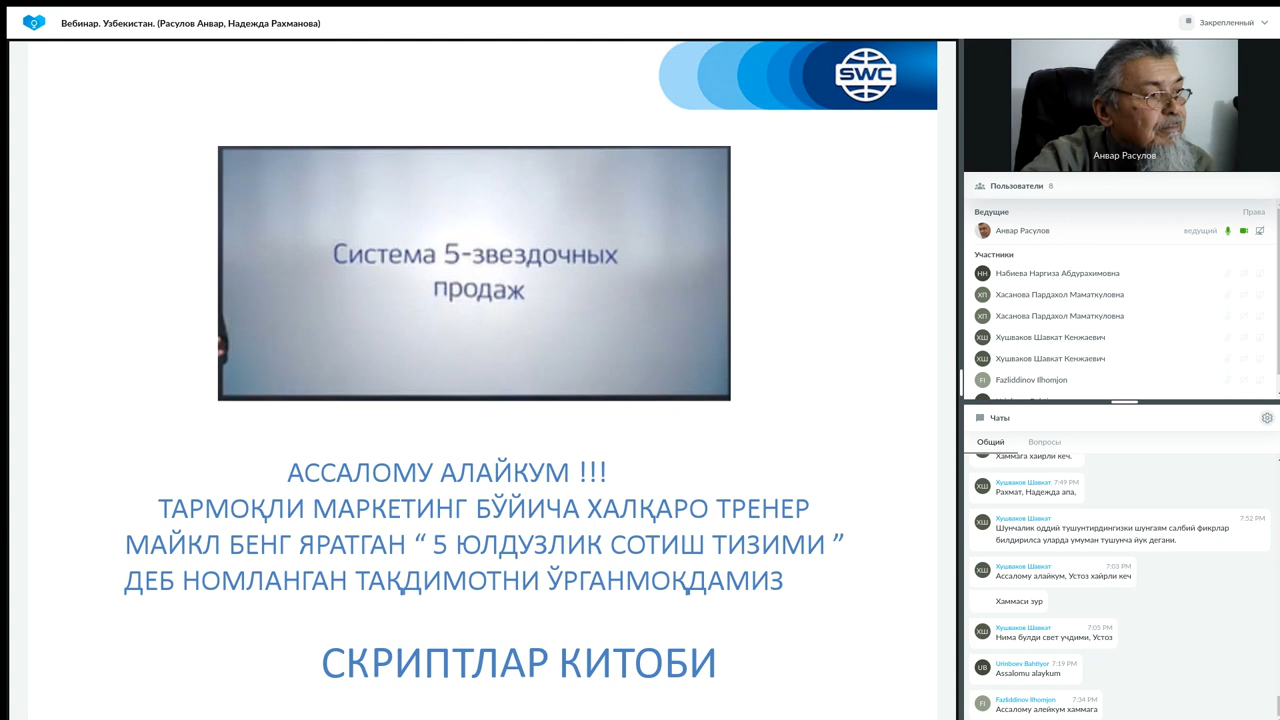 Вебинар. Узбекистан. (Расулов Анвар, Надежда Рахманова)
Закрепленный
SWC
Система 5-звездочных
продаж
АССАЛОМУ АЛАЙКУМ !!!
ТАРМОҚЛИ МАРКЕТИНГ БЎЙИЧА ХАЛҚАРО ТРЕНЕР
МАЙКЛ БЕНГ ЯРАТГАН “ 5 ЮЛДУЗЛИК СОТИШ ТИЗИМИ ”
ДЕБ НОМЛАНГАН ТАҚДИМОТНИ ЎРГАНМОҚДАМИЗ
СКРИПТЛАР КИТОБИ
Анвар Расулов
Пользователи 8
Ведущие Права
Анвар Расулов ведущий
Участники
НН Набиева Наргиза Абдурахимовна
ХП Хасанова Пардахол Маматкуловна
ХП Хасанова Пардахол Маматкуловна
ХШ Хушваков Шавкат Кенжаевич
ХШ Хушваков Шавкат Кенжаевич
FI Fazliddinov Ilhomjon
Чаты
Общий Вопросы
Хаммага хайрли кеч.
Хушваков Шавкат 7:49 PM
ХШ Рахмат, Надежда апа,
Хушваков Шавкат 7:52 PM
ХШ Шунчалик оддий тушунтирдингизки шунгаям салбий фикрлар
билдирилса уларда умуман тушунча йук дегани.
Хушваков Шавкат 7:03 PM
ХШ Ассалому алайкум, Устоз хайрли кеч
Хаммаси зур
Хушваков Шавкат 7:05 PM
ХШ Нима булди свет учдими, Устоз
Urinboev Bahtiyor 7:19 PM
UB Assalomu alaykum
Fazliddinov Ilhomjon 7:34 PM
FI Ассалому алейкум хаммага